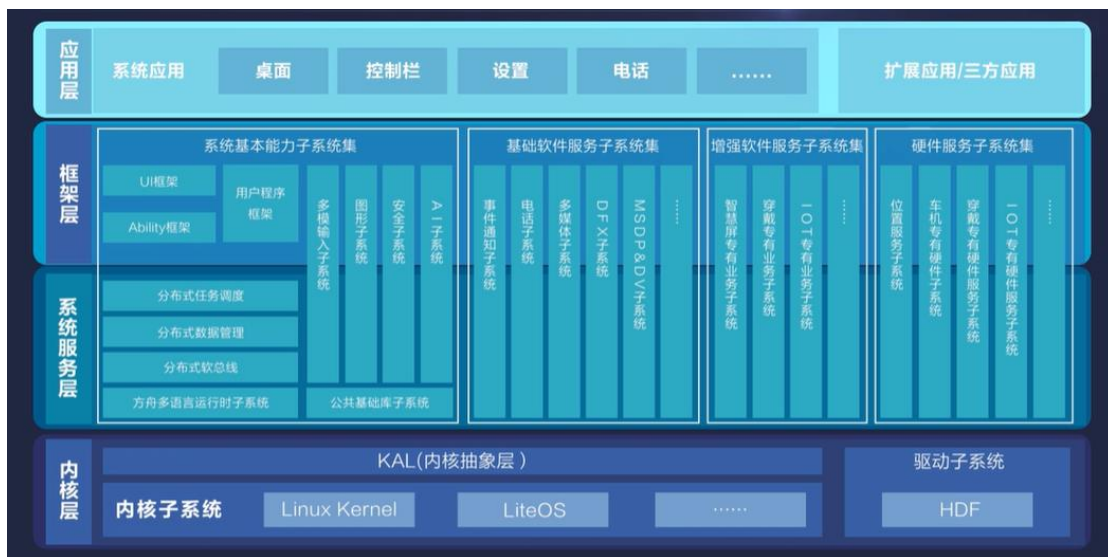 应用层
系统应用
桌面
控制栏
设置
电话
……
扩展应用/三方应用
框架层
系统基本能力子系统集
UI框架
Ability框架
用户程序
框架
多模输入子系统
图形子系统
安全子系统
AI子系统
基础软件服务子系统集
事件通知子系统
电话子系统
多媒体子系统
DFX子系统
MSDP&DV子系统
……
增强软件服务子系统集
智慧屏专有业务子系统
穿戴专有业务子系统
IOT专有业务子系统
……
硬件服务子系统集
位置服务子系统
车机专有硬件子系统
穿戴专有硬件服务子系统
IOT专有硬件服务子系统
……
系统服务层
分布式任务调度
分布式数据管理
分布式软总线
方舟多语言运行时子系统
公共基础库子系统
内核层
KAL(内核抽象层)
内核子系统
Linux Kernel
LiteOS
……
驱动子系统
HDF